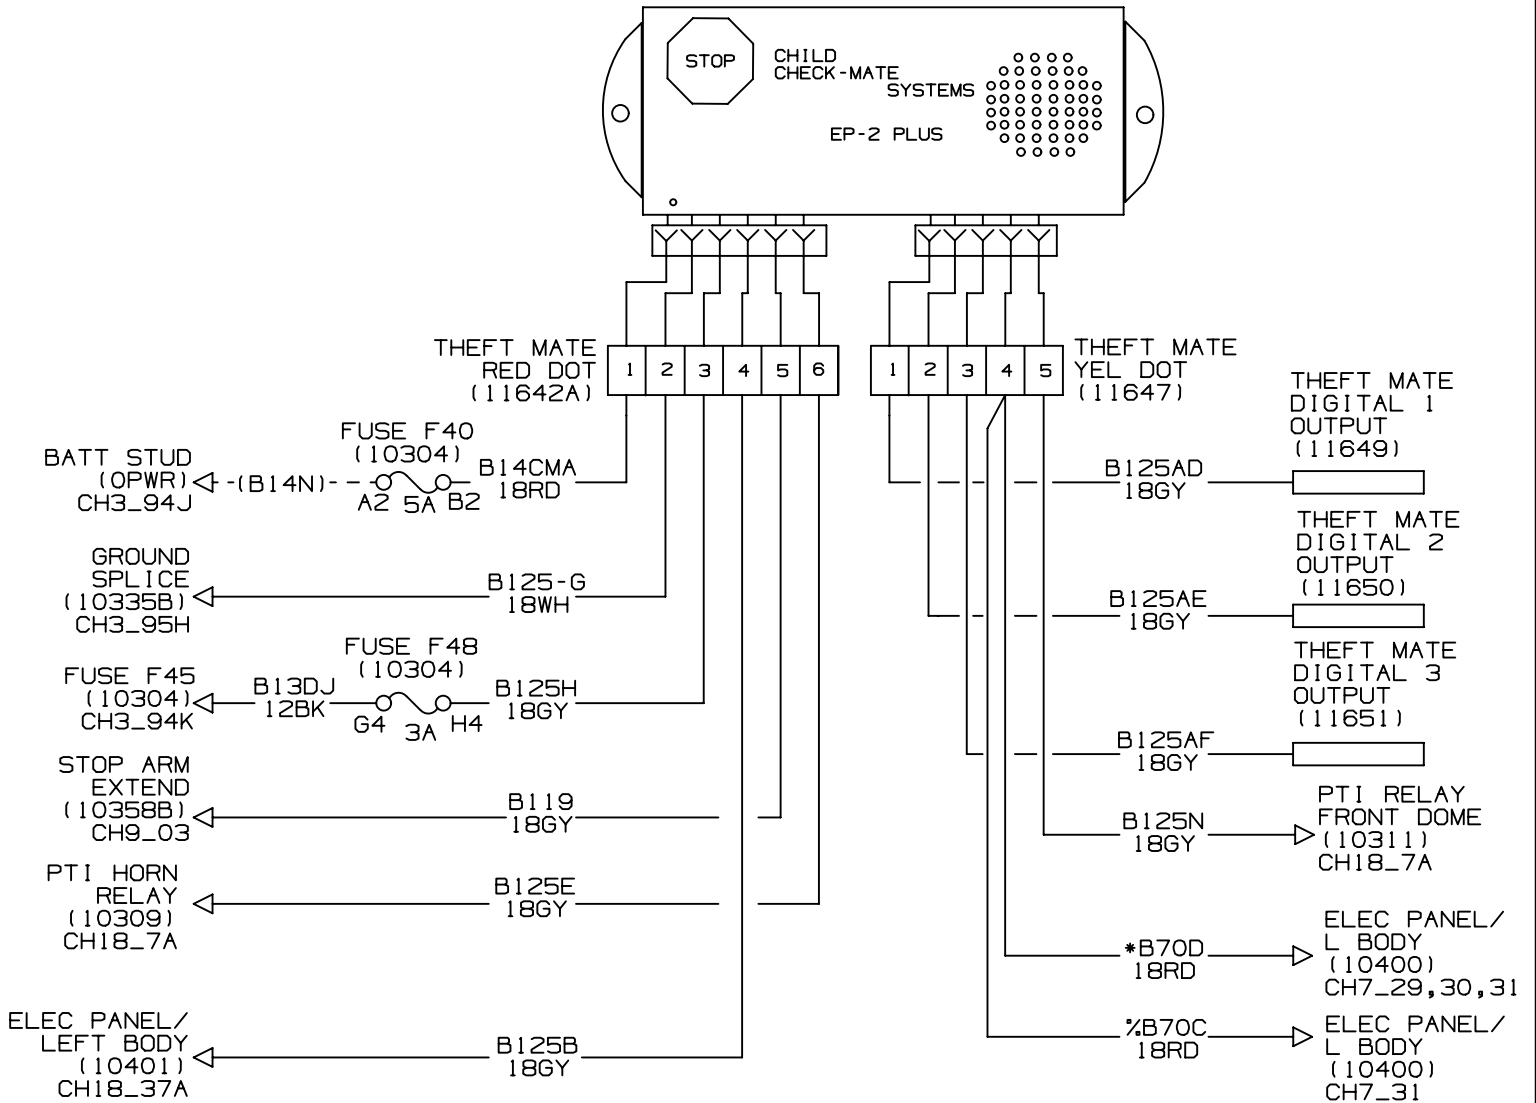 STOP
CHILD
CHECK-MATE
SYSTEMS
EP-2 PLUS
THEFT MATE
RED DOT
(11642A)
1 2 3 4 5 6
1 2 3 4 5
THEFT MATE
YEL DOT
(11647)
BATT STUD
(0PWR)
CH3_94J
-(B14N)-
FUSE F40
(10304)
A2 5A B2
B14CMA
18RD
GROUND
SPLICE
(10335B)
CH3_95H
B125-G
18WH
FUSE F45
(10304)
CH3_94K
B13DJ
12BK
FUSE F48
(10304)
G4 3A H4
B125H
18GY
STOP ARM
EXTEND
(10358B)
CH9_03
B119
18GY
PTI HORN
RELAY
(10309)
CH18_7A
B125E
18GY
ELEC PANEL/
LEFT BODY
(10401)
CH18_37A
B125B
18GY
B125AD
18GY
THEFT MATE
DIGITAL 1
OUTPUT
(11649)
B125AE
18GY
THEFT MATE
DIGITAL 2
OUTPUT
(11650)
B125AF
18GY
THEFT MATE
DIGITAL 3
OUTPUT
(11651)
B125N
18GY
PTI RELAY
FRONT DOME
(10311)
CH18_7A
*B70D
18RD
ELEC PANEL/
L BODY
(10400)
CH7_29,30,31
%B70C
18RD
ELEC PANEL/
L BODY
(10400)
CH7_31